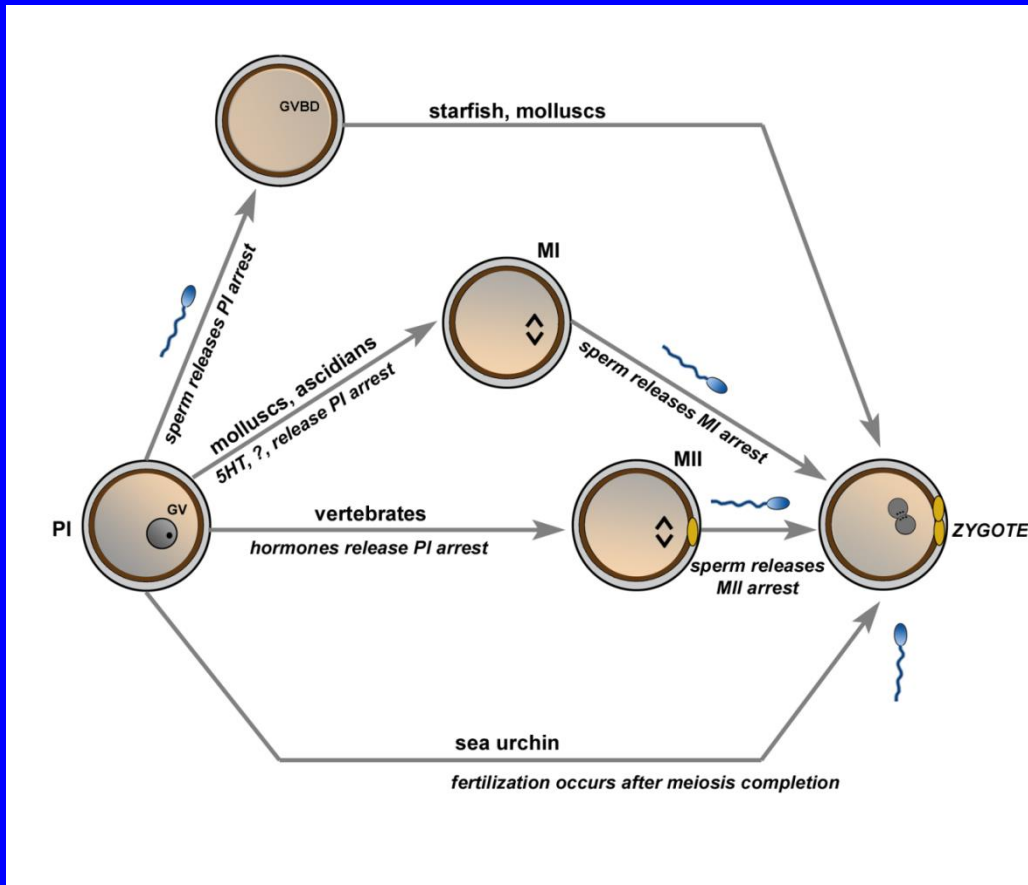 GVBD
starfish, molluscs
sperm releases PI arrest
MI
molluscs, ascidians
5HT, ?, release PI arrest
sperm releases MI arrest
MII
PI
GV
vertebrates
hormones release PI arrest
sperm releases
MII arrest
ZYGOTE
sea urchin
fertilization occurs after meiosis completion